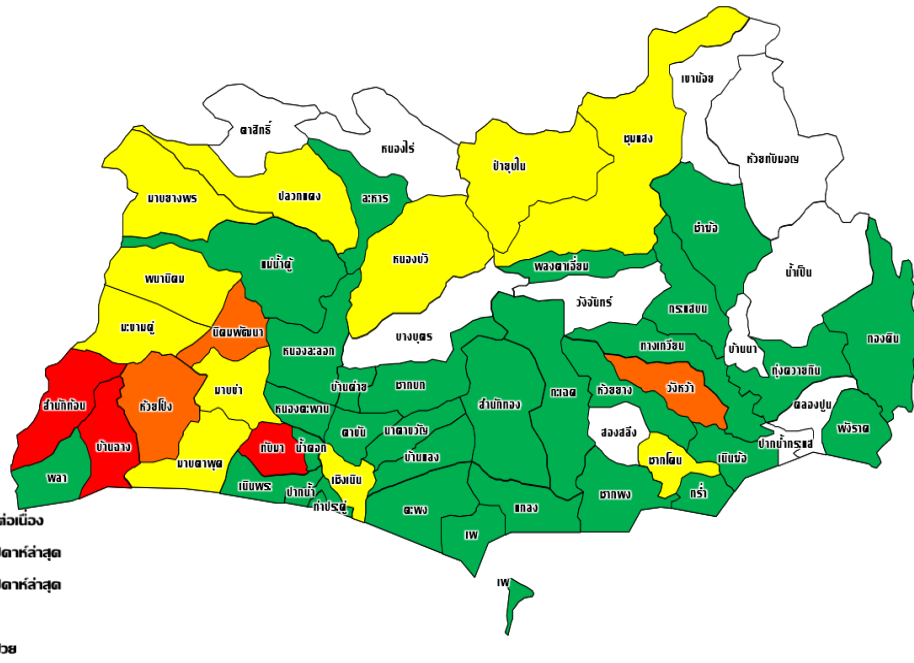 เขาน้อย
ตาสิทธิ์
ชุมแสง
หนองไร่
ห้วยทับมอญ
ป่ายุบใน
มาบยางพร
ปลวกแดง
ละหาร
ชำฆ้อ
หนองบัว
แม่น้ำคู้
พลงตาเอี่ยม
น้ำเป็น
พนานิคม
วังจันทร์
กระแสบน
มะขามคู่
นิคมพัฒนา
บางบุตร
กองดิน
ทางเกวียน
บ้านนา
หนองละลอก
ทุ่งควายกิน
บ้านค่าย
ชากบก
มาบข่า
กะเฉด
ห้วยยาง
วังหว้า
คลองปูน
สำนักท้อน
ห้วยโป่ง
หนองตะพาน
สำนักทอง
พังราด
ตาขัน
นาตาขวัญ
สองสลึง
บ้านฉาง
ทับมา
น้ำคอก
ปากน้ำกระแส
บ้านแลง
ชากโดน
เนินฆ้อ
มาบตาพุด
พลา
เชิงเนิน
เนินพระ
ปากน้ำ
ชากพง
กร่ำ
ท่าประดู่
ตะพง
แกลง
ต่อเนื่อง
เพ
ปดาห์ล่าสุด
เพ
ปดาห์ล่าสุด
ป่วย